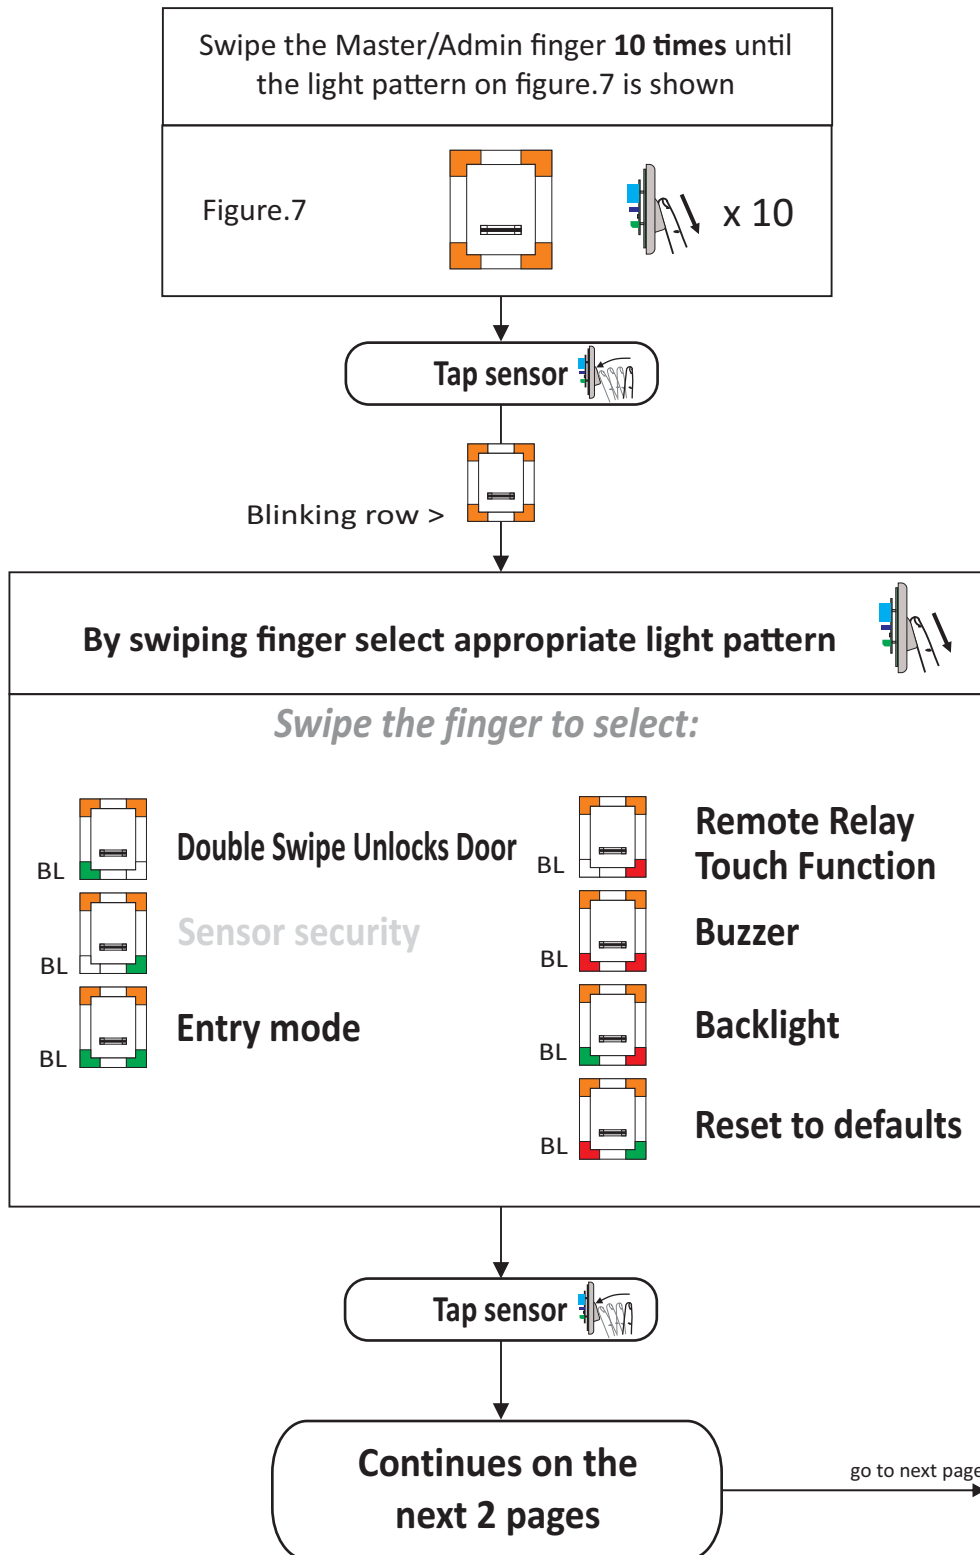 Swipe the Master/Admin finger 10 times until
the light pattern on figure.7 is shown
Figure.7
x 10
Tap sensor
Blinking row >
By swiping finger select appropriate light pattern
Swipe the finger to select:
BL
Double Swipe Unlocks Door
BL
Sensor security
BL
Entry mode
BL
Remote Relay
Touch Function
BL
Buzzer
BL
Backlight
BL
Reset to defaults
Tap sensor
Continues on the
next 2 pages
go to next page